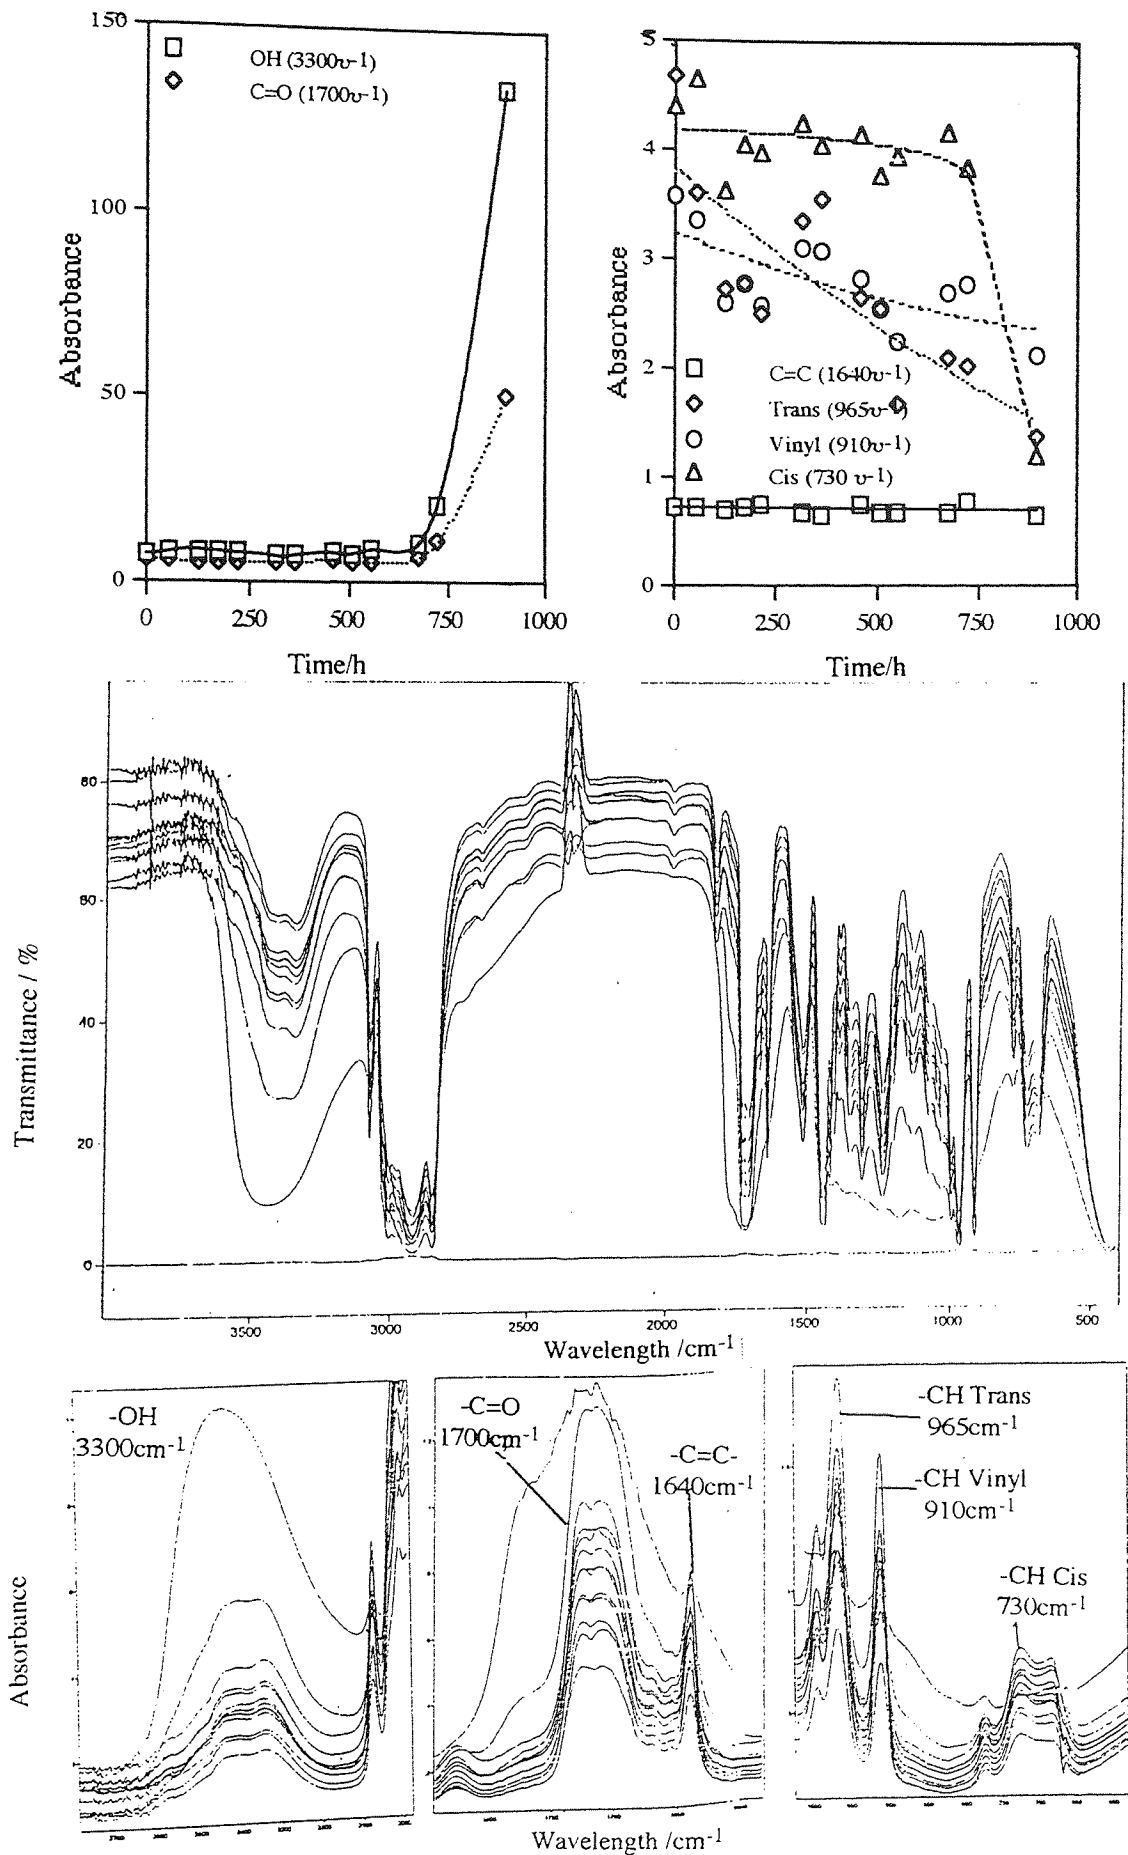 150
OH (3300υ-1)
C=O (1700υ-1)
100
50
0
Absorbance
0 250 500 750 1000
Time/h
5
4
3
2
1
0
Absorbance
C=C (1640υ-1)
Trans (965υ-1)
Vinyl (910υ-1)
Cis (730 υ-1)
0 250 500 750 1000
Time/h
80
60
40
20
0
Transmittance / %
3500 3000 2500 2000 1500 1000 500
Wavelength /cm-1
-OH
3300cm-1
-C=O
1700cm-1
-C=C-
1640cm-1
-CH Trans
965cm-1
-CH Vinyl
910cm-1
-CH Cis
730cm-1
Absorbance
Wavelength /cm-1